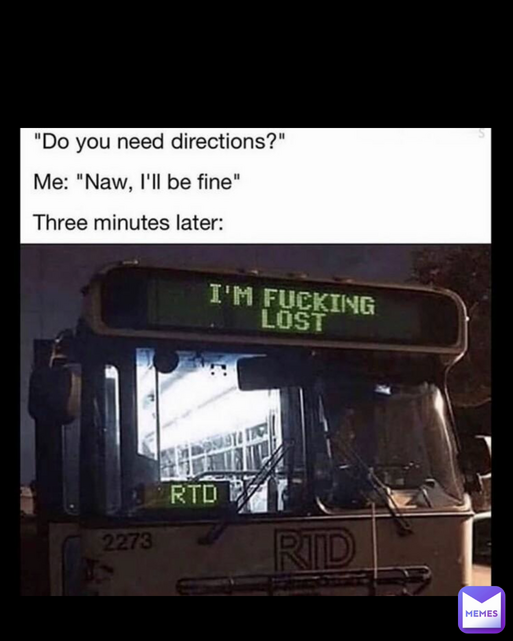 "Do you need directions?"
Me: "Naw, I'll be fine"
Three minutes later:
I'M FUCKING
LOST
RTD
2273
RTD
MEMES